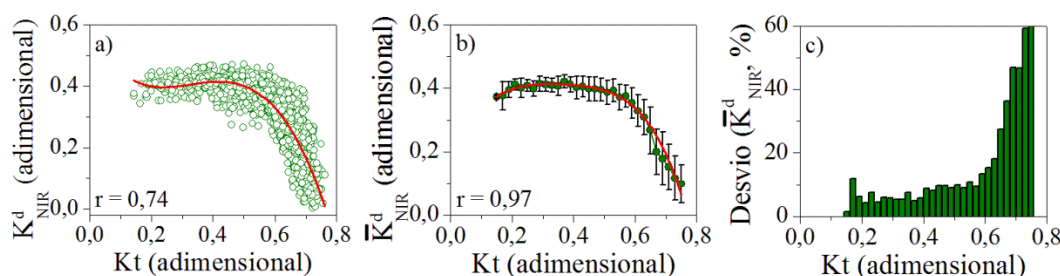 a)
K^d_NIR (adimensional)
0,6
0,4
0,2
0,0
r = 0,74
0,0 0,2 0,4 0,6 0,8
Kt (adimensional)
b)
K̅^d_NIR (adimensional)
0,6
0,4
0,2
0,0
r = 0,97
0,0 0,2 0,4 0,6 0,8
Kt (adimensional)
c)
Desvio (K̅^d_NIR, %)
60
40
20
0
0,0 0,2 0,4 0,6 0,8
Kt (adimensional)